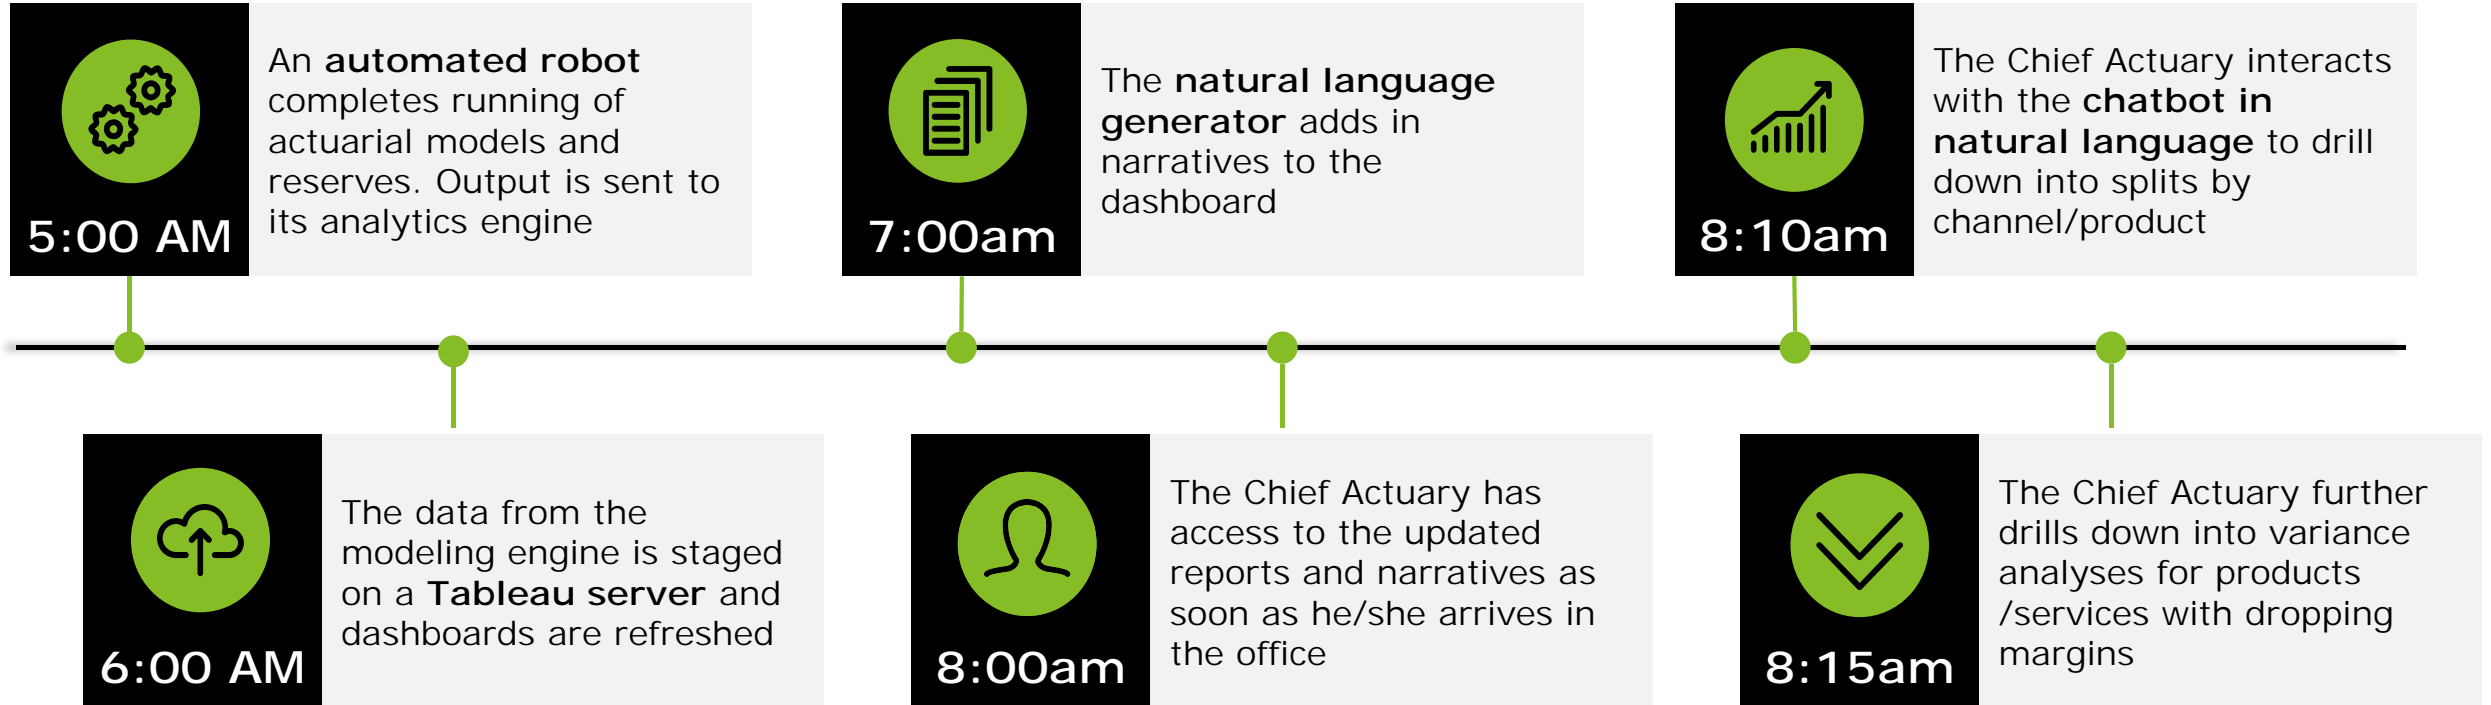 An automated robot
completes running of
actuarial models and
reserves. Output is sent to
its analytics engine
5:00 AM
The natural language
generator adds in
narratives to the
dashboard
7:00am
The Chief Actuary interacts
with the chatbot in
natural language to drill
down into splits by
channel/product
8:10am
The data from the
modeling engine is staged
on a Tableau server and
dashboards are refreshed
6:00 AM
The Chief Actuary has
access to the updated
reports and narratives as
soon as he/she arrives in
the office
8:00am
The Chief Actuary further
drills down into variance
analyses for products
/services with dropping
margins
8:15am